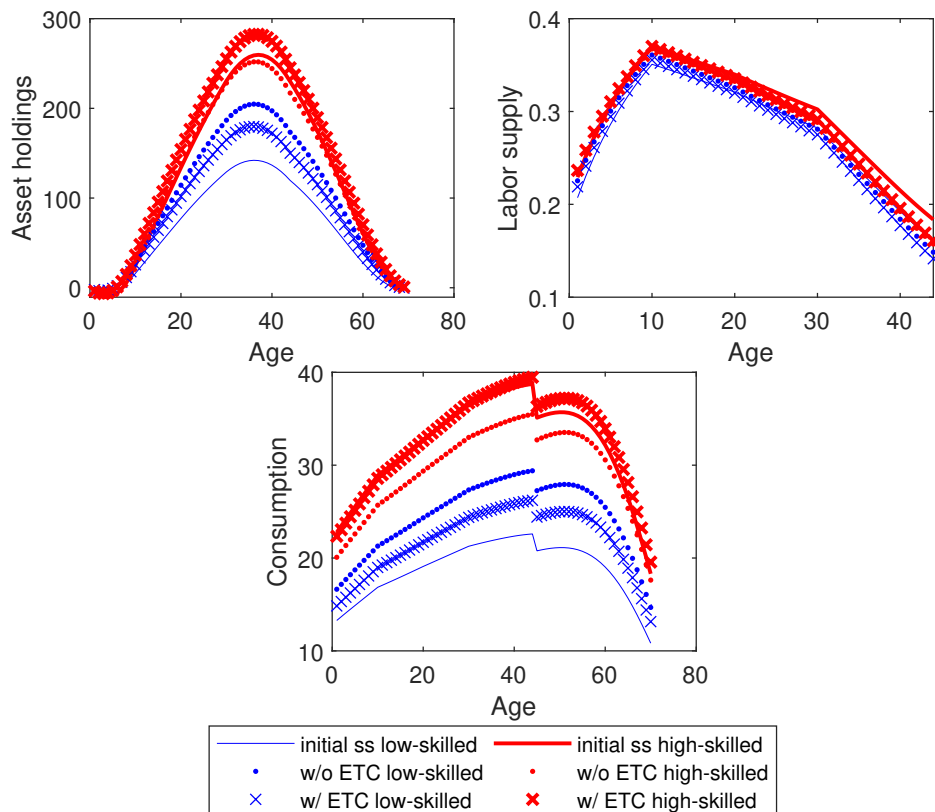 300
200
100
0
Asset holdings
0 20 40 60 80
Age
0.4
0.3
0.2
0.1
Labor supply
0 10 20 30 40
Age
40
30
20
10
Consumption
0 20 40 60 80
Age
initial ss low-skilled initial ss high-skilled
w/o ETC low-skilled w/o ETC high-skilled
w/ ETC low-skilled w/ ETC high-skilled